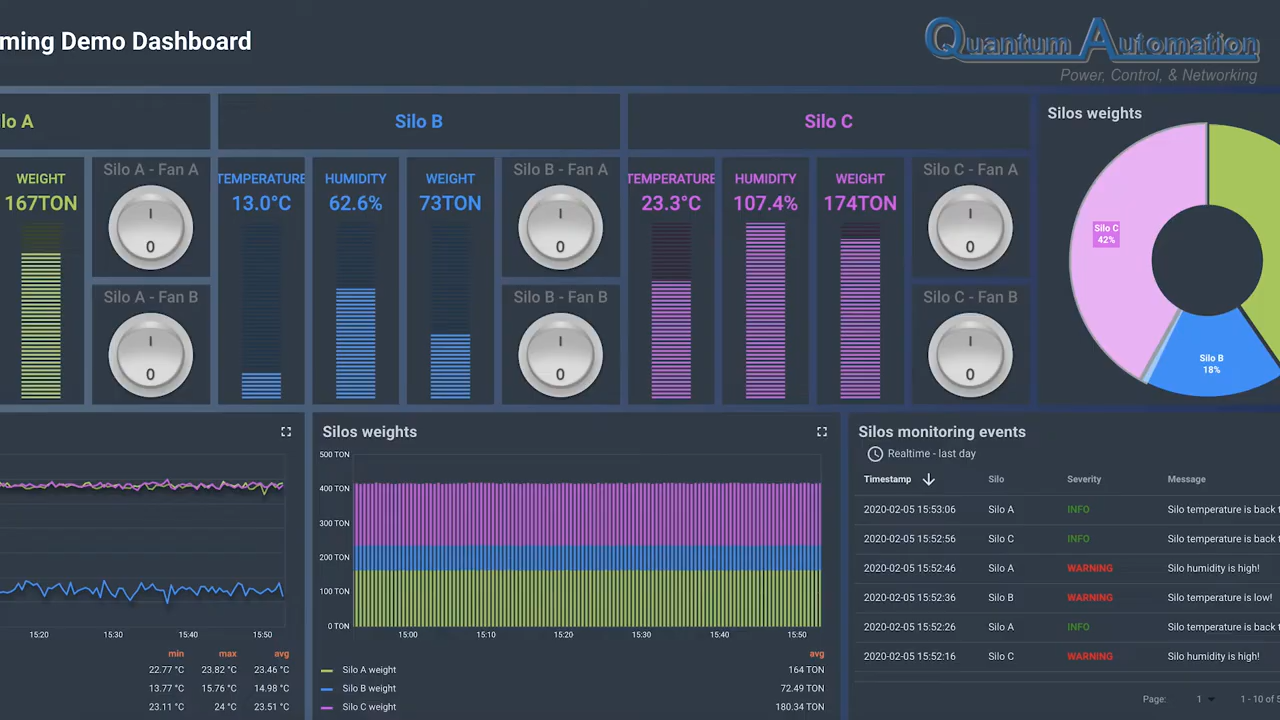 ming Demo Dashboard
Quantum Automation
Power, Control, & Networking
lo A
Silo B
Silo C
Silos weights
WEIGHT
167TON
Silo A - Fan A
I
0
Silo A - Fan B
I
0
TEMPERATURE
13.0°C
HUMIDITY
62.6%
WEIGHT
73TON
Silo B - Fan A
I
0
Silo B - Fan B
I
0
TEMPERATURE
23.3°C
HUMIDITY
107.4%
WEIGHT
174TON
Silo C - Fan A
I
0
Silo C - Fan B
I
0
Silo C
42%
Silo B
18%
15:20 15:30 15:40 15:50
min max avg
22.77 °C 23.82 °C 23.46 °C
13.77 °C 15.76 °C 14.98 °C
23.11 °C 24 °C 23.51 °C
Silos weights
500 TON
400 TON
300 TON
200 TON
100 TON
0 TON
15:00 15:10 15:20 15:30 15:40 15:50
avg
Silo A weight 164 TON
Silo B weight 72.49 TON
Silo C weight 180.34 TON
Silos monitoring events
Realtime - last day
Timestamp Silo Severity Message
2020-02-05 15:53:06 Silo A INFO Silo temperature is back t
2020-02-05 15:52:56 Silo C INFO Silo temperature is back t
2020-02-05 15:52:46 Silo A WARNING Silo humidity is high!
2020-02-05 15:52:36 Silo B WARNING Silo temperature is low!
2020-02-05 15:52:26 Silo A INFO Silo temperature is back t
2020-02-05 15:52:16 Silo C WARNING Silo humidity is high!
Page: 1 1 - 10 of 5